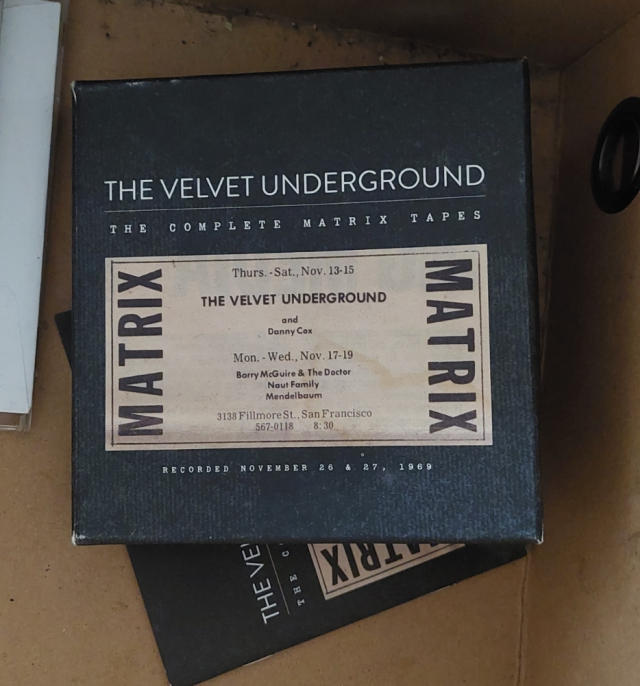 THE VELVET UNDERGROUND
THE COMPLETE MATRIX TAPES
MATRIX
Thurs.-Sat., Nov. 13-15
THE VELVET UNDERGROUND
and
Danny Cox
Mon.-Wed., Nov. 17-19
Barry McGuire & The Doctor
Naut Family
Mendelbaum
3138 Fillmore St., San Francisco
567-0118 8:30
MATRIX
RECORDED NOVEMBER 26 & 27, 1969
THE VE
THE C
MATRIX